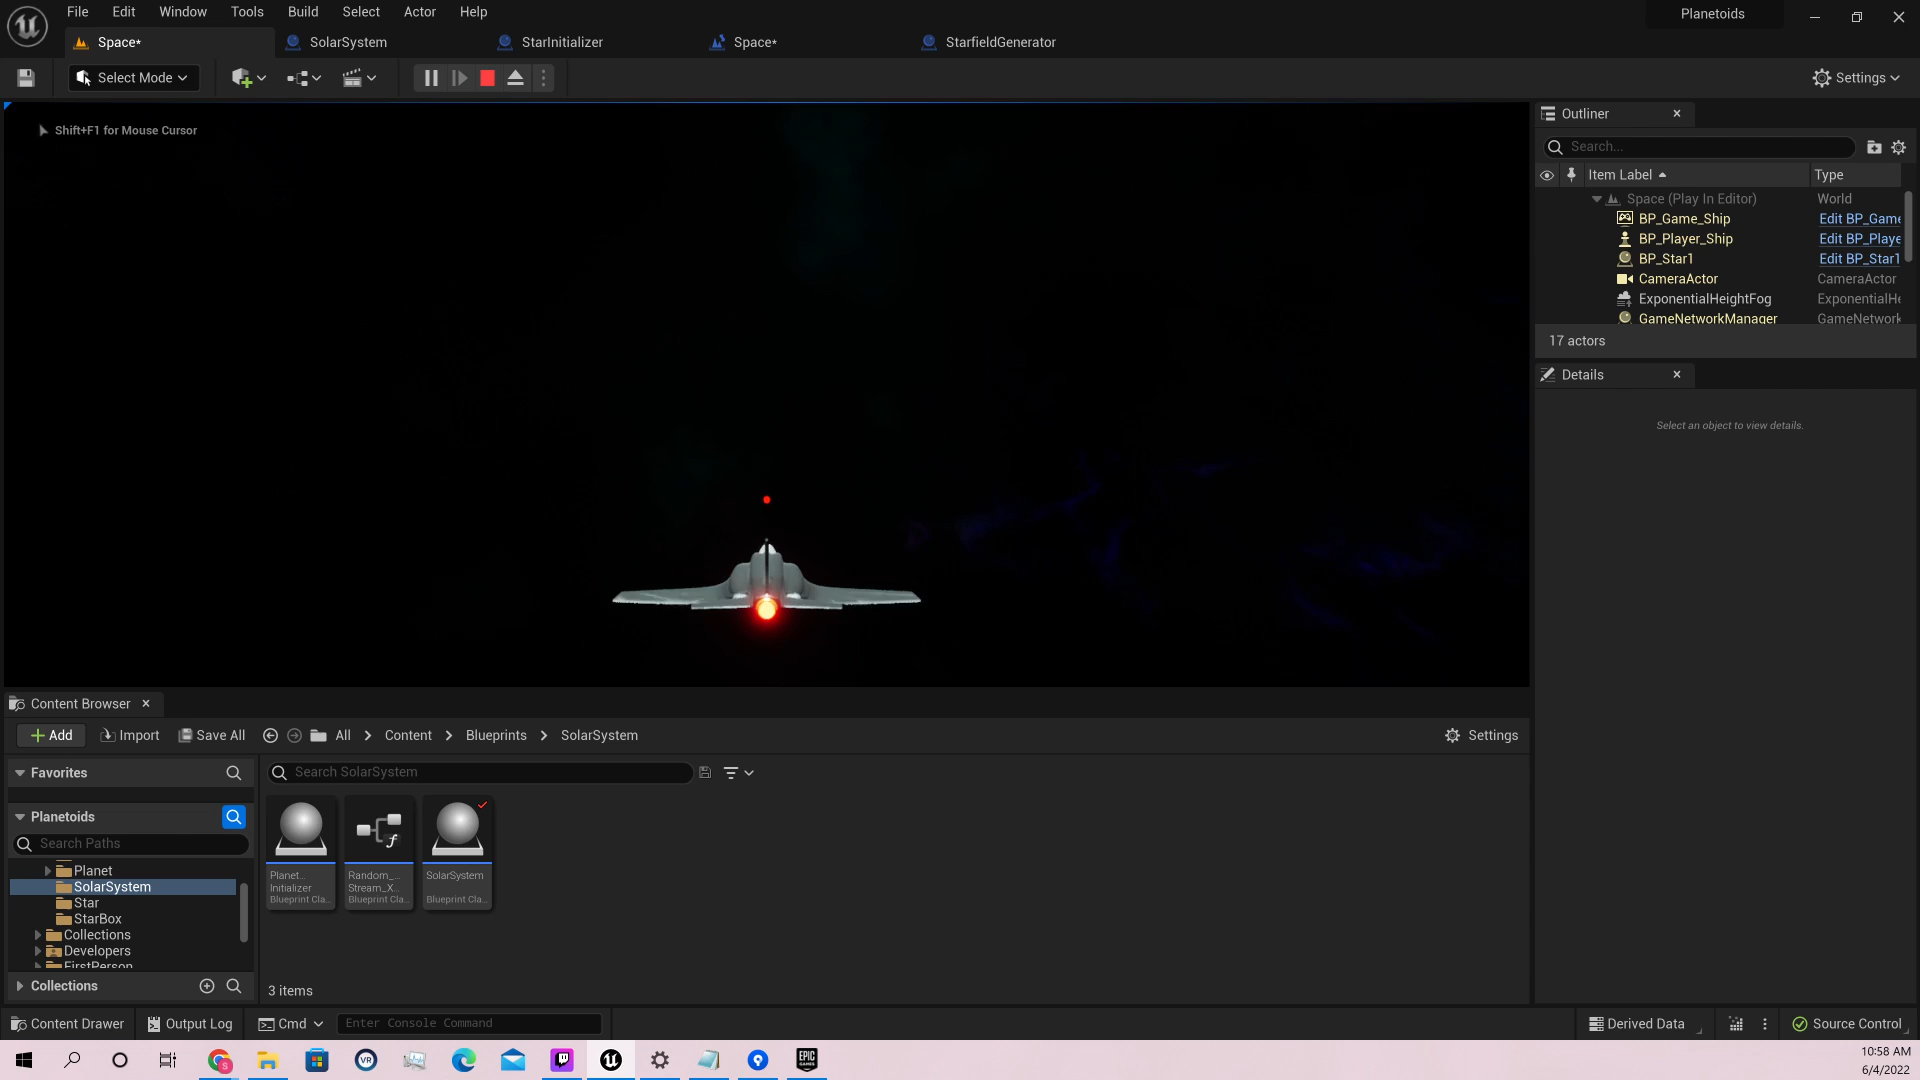 File Edit Window Tools Build Select Actor Help
Planetoids
Space*
SolarSystem
StarInitializer
Space*
StarfieldGenerator
Select Mode
Settings
Shift+F1 for Mouse Cursor
Outliner
Search...
Item Label Type
Space (Play In Editor) World
BP_Game_Ship Edit BP_Game
BP_Player_Ship Edit BP_Playe
BP_Star1 Edit BP_Star1
CameraActor CameraActor
ExponentialHeightFog ExponentialHe
GameNetworkManager GameNetwork
17 actors
Details
Select an object to view details.
Content Browser
Add Import Save All All Content Blueprints SolarSystem Settings
Favorites
Search SolarSystem
Planetoids
Search Paths
Planet
SolarSystem
Star
StarBox
Collections
Developers
FirstPerson
Collections
Planet...
Initializer
Blueprint Cla...
Random_...
Stream_X...
Blueprint Cla...
SolarSystem
Blueprint Cla...
3 items
Content Drawer Output Log Cmd Enter Console Command Derived Data Source Control
VR
EPIC
GAMES
10:58 AM
6/4/2022